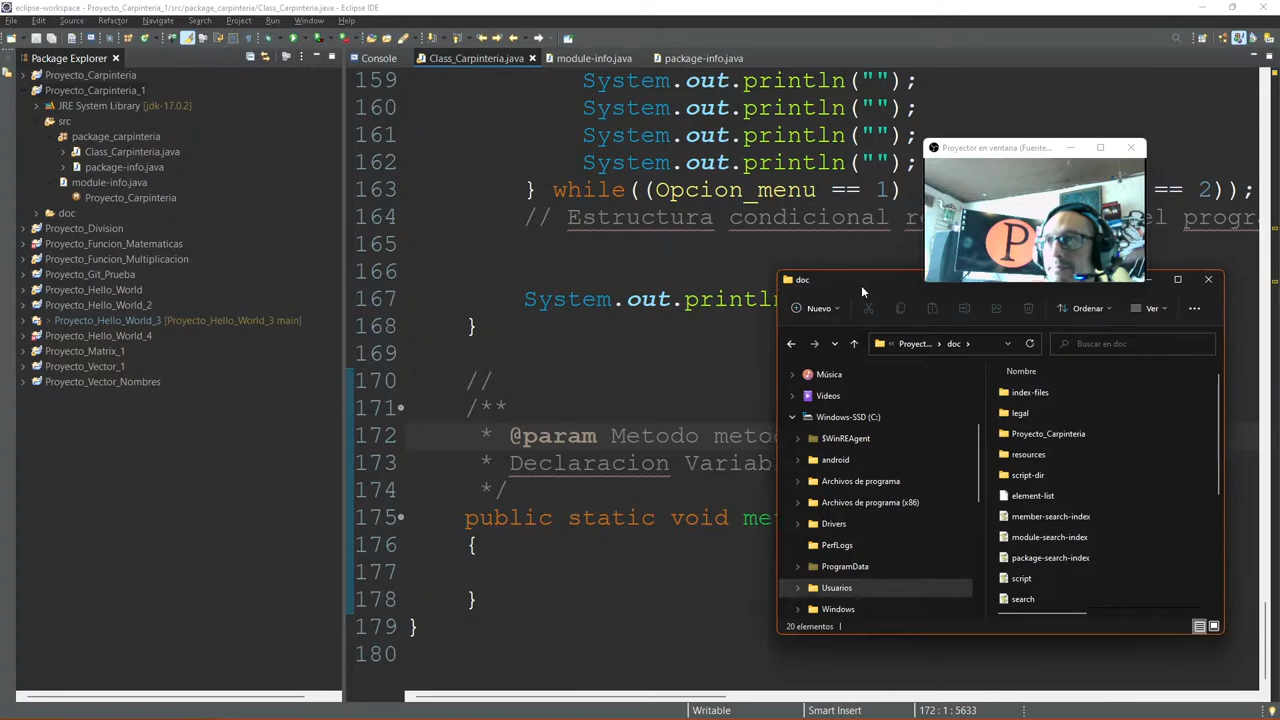 eclipse-workspace - Proyecto_Carpinteria_1/src/package_carpinteria/Class_Carpinteria.java - Eclipse IDE
File Edit Source Refactor Navigate Search Project Run Window Help
Package Explorer
Proyecto_Carpinteria
Proyecto_Carpinteria_1
JRE System Library [jdk-17.0.2]
src
package_carpinteria
Class_Carpinteria.java
package-info.java
module-info.java
Proyecto_Carpinteria
doc
Proyecto_Division
Proyecto_Funcion_Matematicas
Proyecto_Funcion_Multiplicacion
Proyecto_Git_Prueba
Proyecto_Hello_World
Proyecto_Hello_World_2
> Proyecto_Hello_World_3 [Proyecto_Hello_World_3 main]
Proyecto_Hello_World_4
Proyecto_Matrix_1
Proyecto_Vector_1
Proyecto_Vector_Nombres
Console Class_Carpinteria.java module-info.java package-info.java
159 System.out.println("");
160 System.out.println("");
161 System.out.println("");
162 System.out.println("");
163 } while((Opcion_menu == 1) == 2));
164 // Estructura condicional
165
166
167 System.out.println
168 }
169
170 //
171 /**
172 * @param Metodo
173 * Declaracion
174 */
175 public static void
176 {
177
178 }
179 }
180
Proyector en ventana (Fuente...
P
doc
Nuevo Ordenar Ver
Proyect... > doc > Buscar en doc
Música
Videos
Windows-SSD (C:)
$WinREAgent
android
Archivos de programa
Archivos de programa (x86)
Drivers
PerfLogs
ProgramData
Usuarios
Windows
Nombre
index-files
legal
Proyecto_Carpinteria
resources
script-dir
element-list
member-search-index
module-search-index
package-search-index
script
search
20 elementos
Writable Smart Insert 172 : 1 : 5633